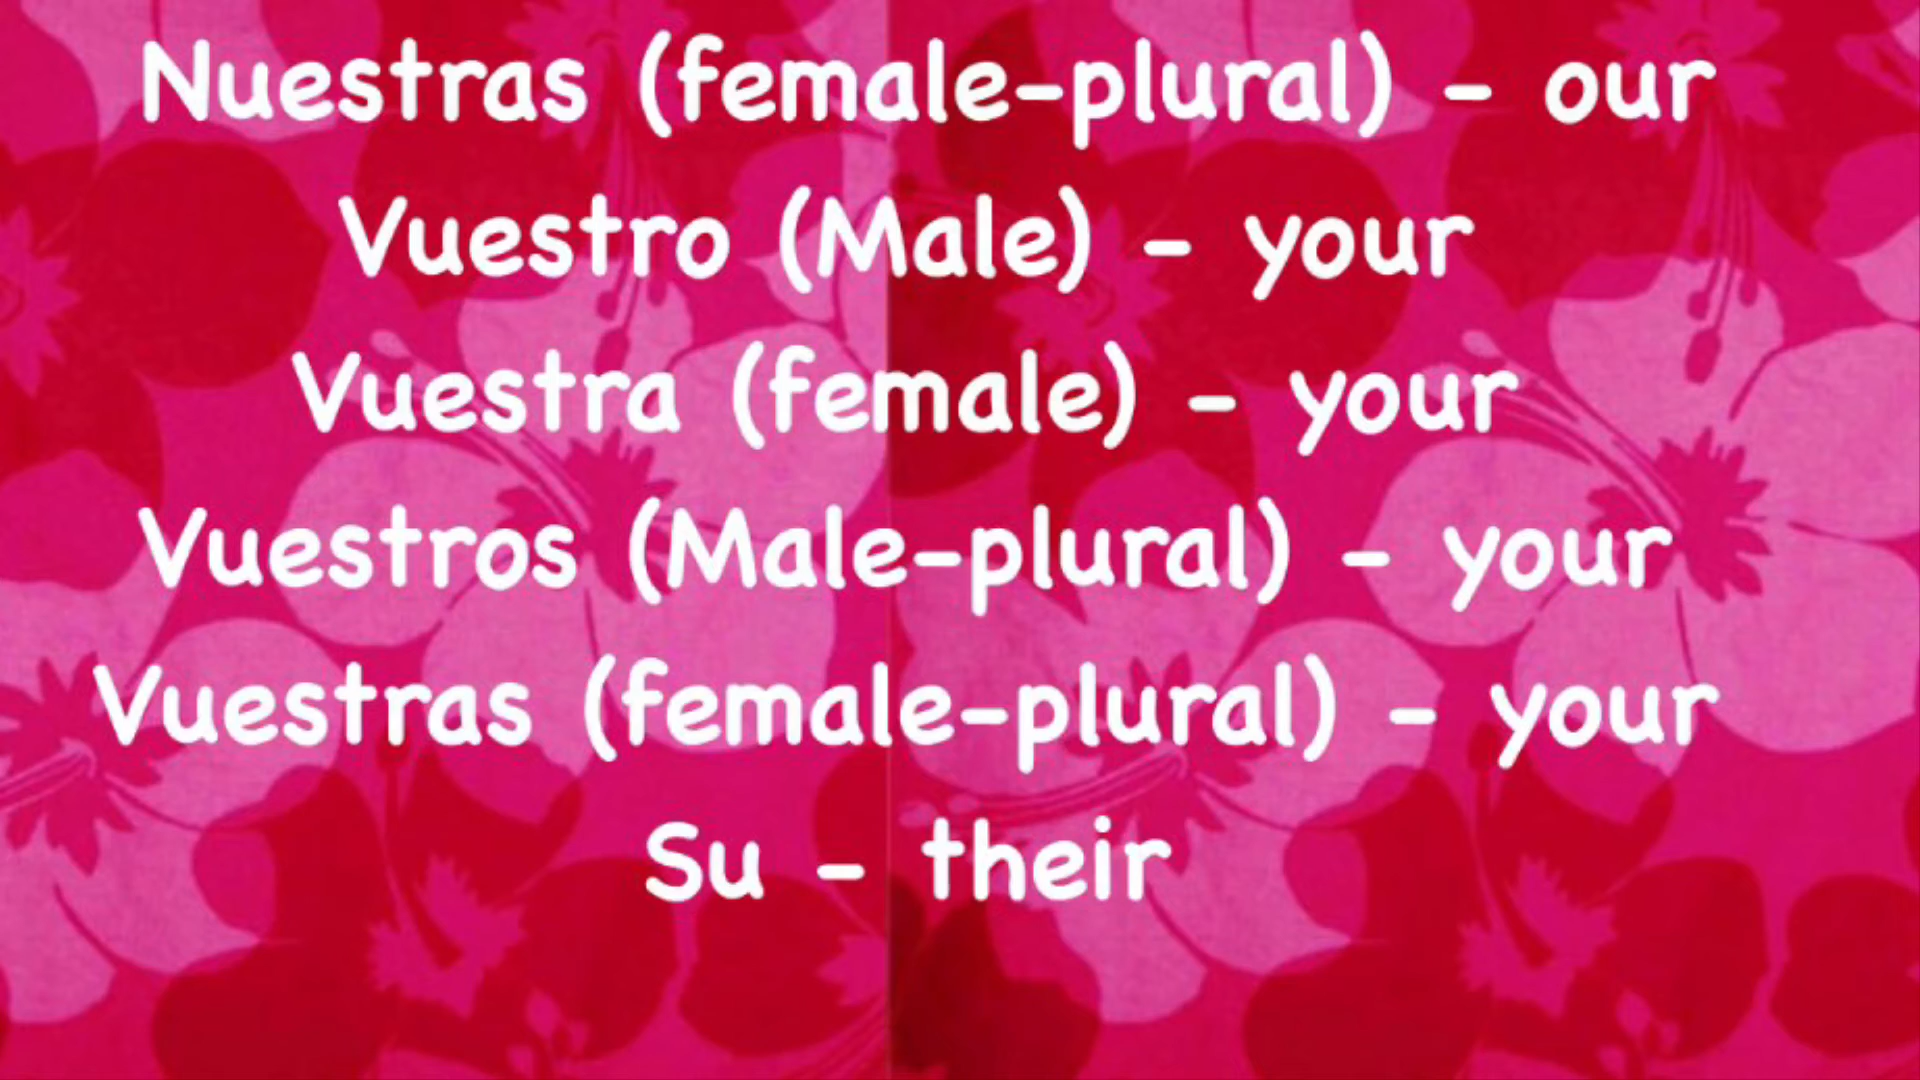 Nuestras (female-plural) - our
Vuestro (Male) - your
Vuestra (female) - your
Vuestros (Male-plural) - your
Vuestras (female-plural) - your
Su - their